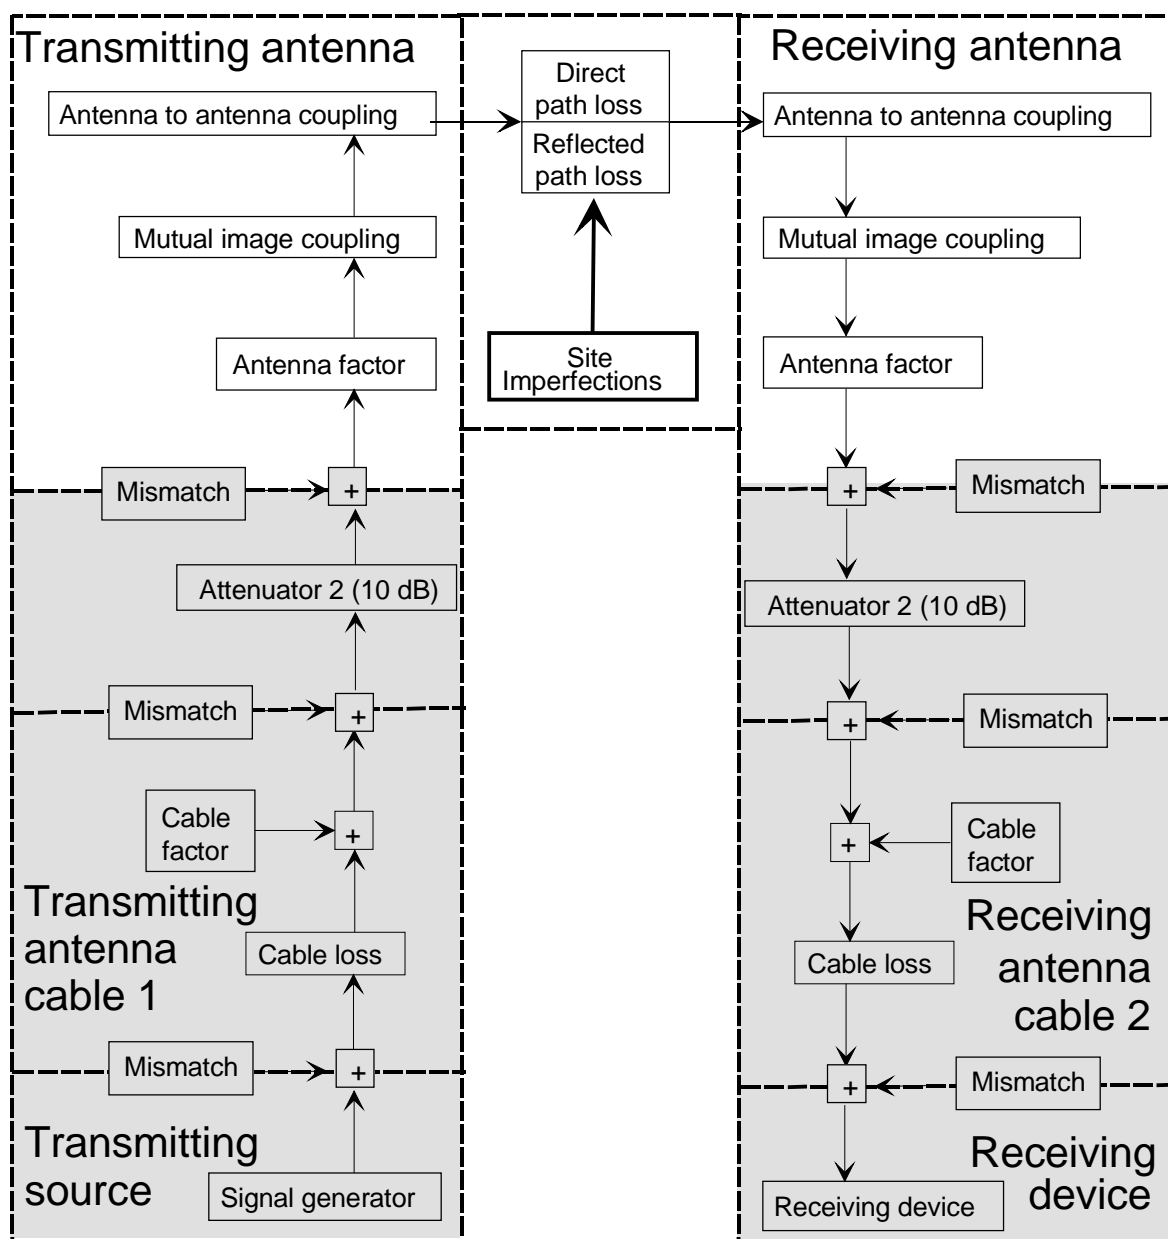 Transmitting antenna
Antenna to antenna coupling
Mutual image coupling
Antenna factor
Mismatch
+
Attenuator 2 (10 dB)
Mismatch
+
Cable
factor
+
Transmitting
antenna
cable 1
Cable loss
Mismatch
+
Transmitting
source
Signal generator
Direct
path loss
Reflected
path loss
Site
Imperfections
Receiving antenna
Antenna to antenna coupling
Mutual image coupling
Antenna factor
+
Mismatch
Attenuator 2 (10 dB)
+
Mismatch
+
Cable
factor
Cable loss
Receiving
antenna
cable 2
+
Mismatch
Receiving
device
Receiving device